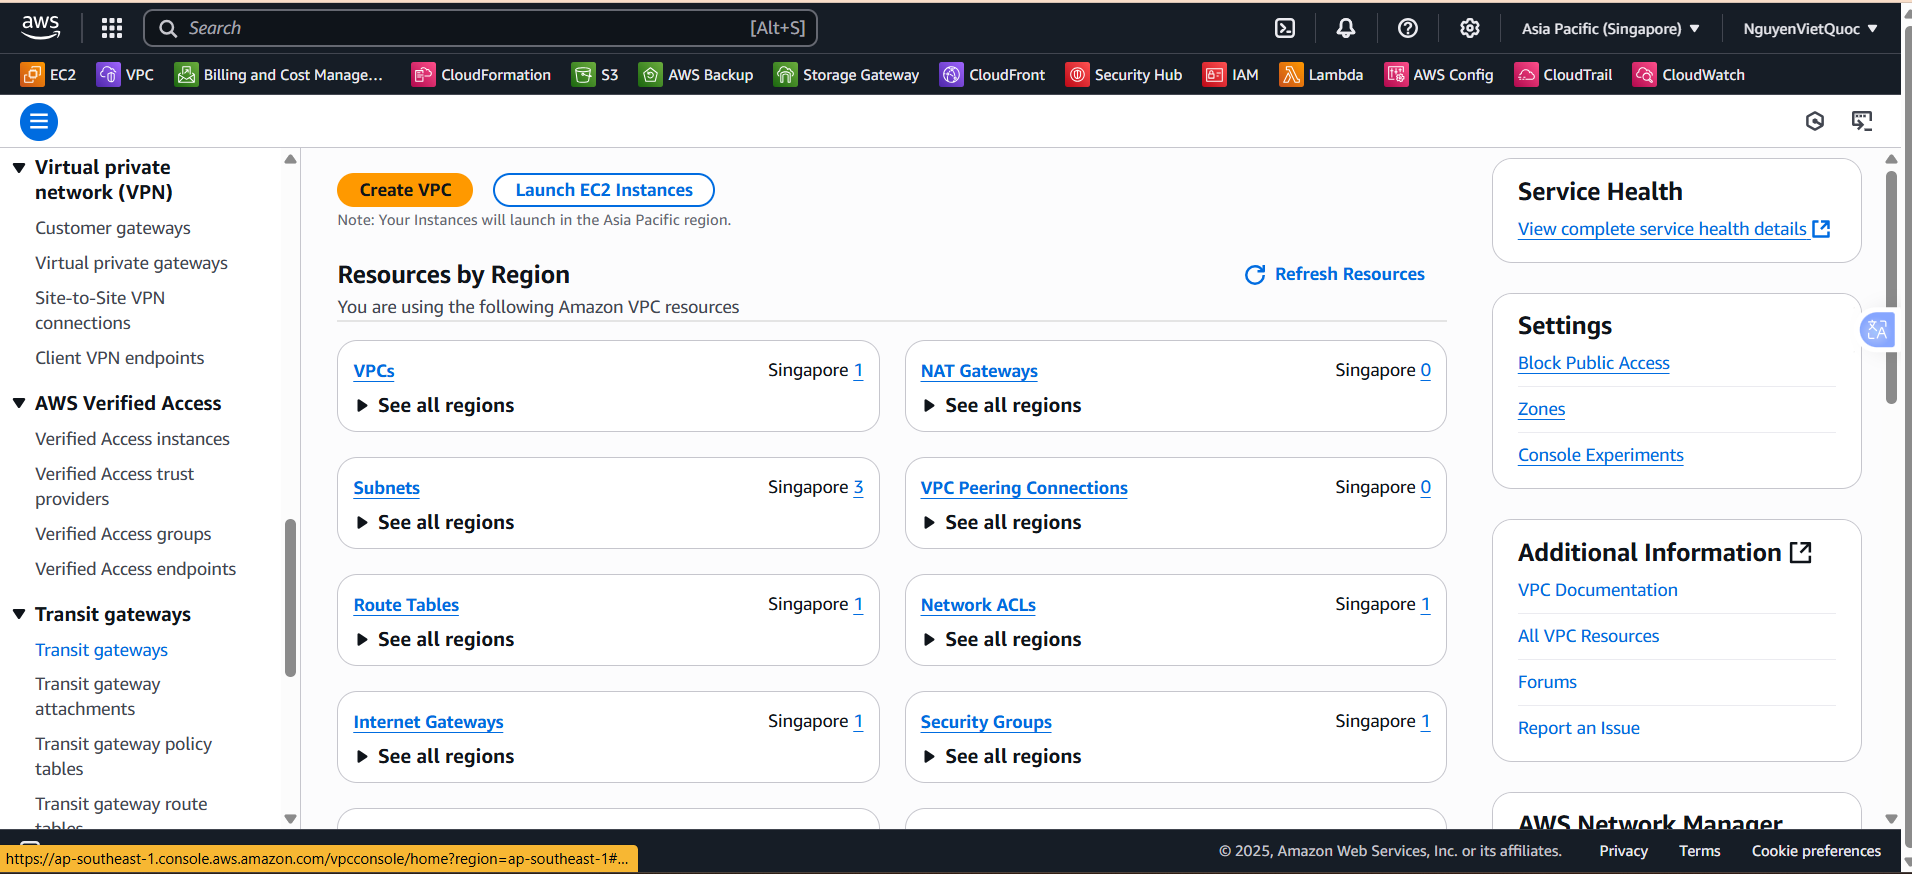 aws
Search
[Alt+S]
Asia Pacific (Singapore)
NguyenVietQuoc
EC2
VPC
Billing and Cost Manage...
CloudFormation
S3
AWS Backup
Storage Gateway
CloudFront
Security Hub
IAM
Lambda
AWS Config
CloudTrail
CloudWatch
Virtual private
network (VPN)
Customer gateways
Virtual private gateways
Site-to-Site VPN
connections
Client VPN endpoints
AWS Verified Access
Verified Access instances
Verified Access trust
providers
Verified Access groups
Verified Access endpoints
Transit gateways
Transit gateways
Transit gateway
attachments
Transit gateway policy
tables
Transit gateway route
tables
Create VPC
Launch EC2 Instances
Note: Your Instances will launch in the Asia Pacific region.
Resources by Region
Refresh Resources
You are using the following Amazon VPC resources
VPCs
Singapore 1
See all regions
NAT Gateways
Singapore 0
See all regions
Subnets
Singapore 3
See all regions
VPC Peering Connections
Singapore 0
See all regions
Route Tables
Singapore 1
See all regions
Network ACLs
Singapore 1
See all regions
Internet Gateways
Singapore 1
See all regions
Security Groups
Singapore 1
See all regions
Service Health
View complete service health details
Settings
Block Public Access
Zones
Console Experiments
Additional Information
VPC Documentation
All VPC Resources
Forums
Report an Issue
AWS Network Manager
https://ap-southeast-1.console.aws.amazon.com/vpcconsole/home?region=ap-southeast-1#...
© 2025, Amazon Web Services, Inc. or its affiliates.
Privacy
Terms
Cookie preferences